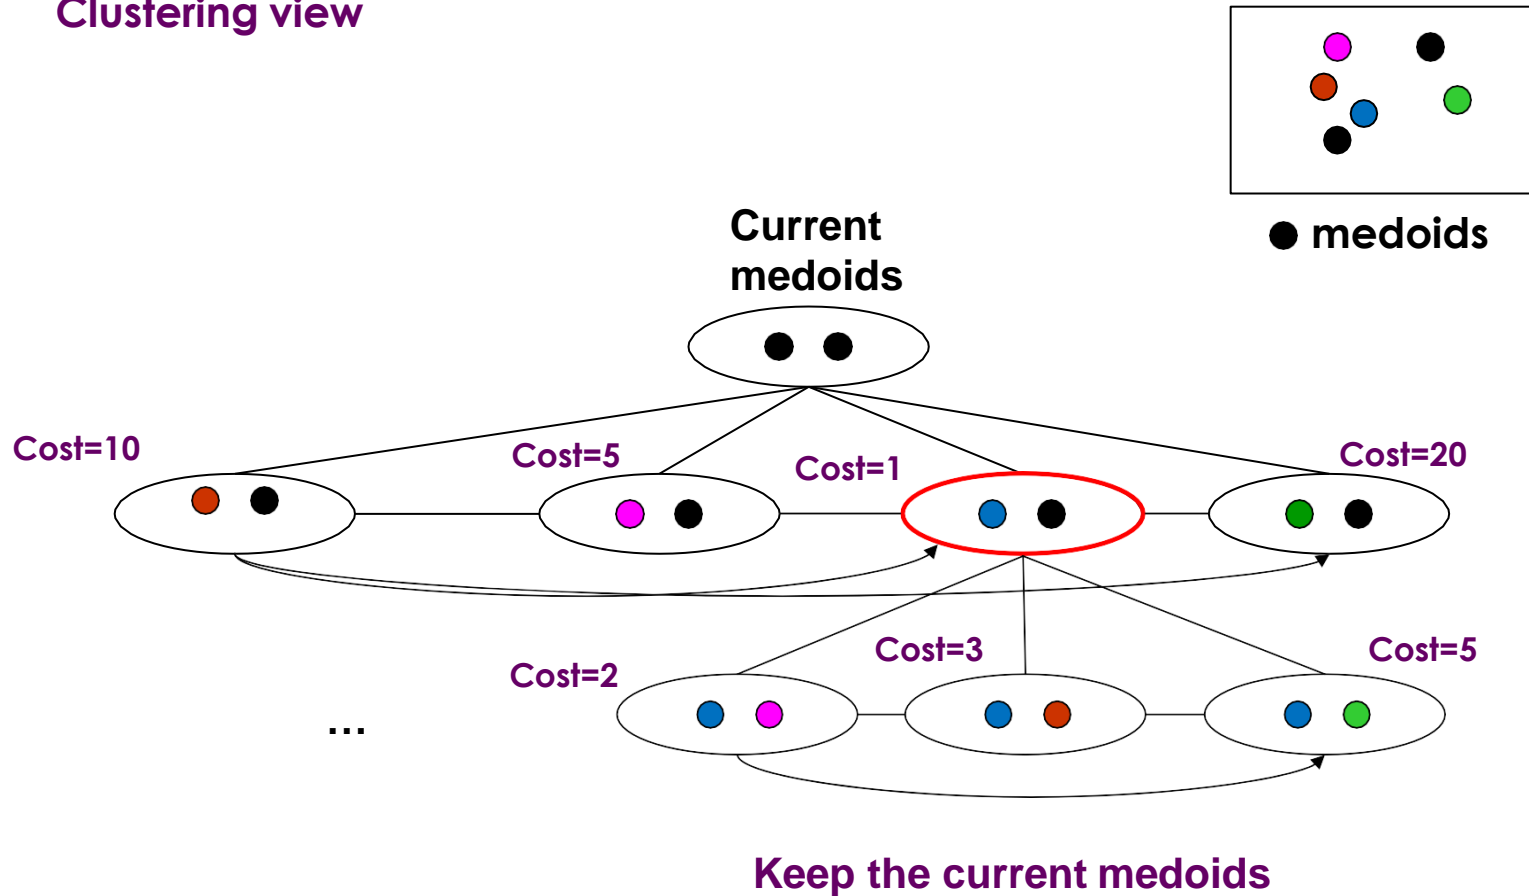 Clustering view
Current
medoids
medoids
Cost=10
Cost=5
Cost=1
Cost=20
Cost=2
Cost=3
Cost=5
...
Keep the current medoids